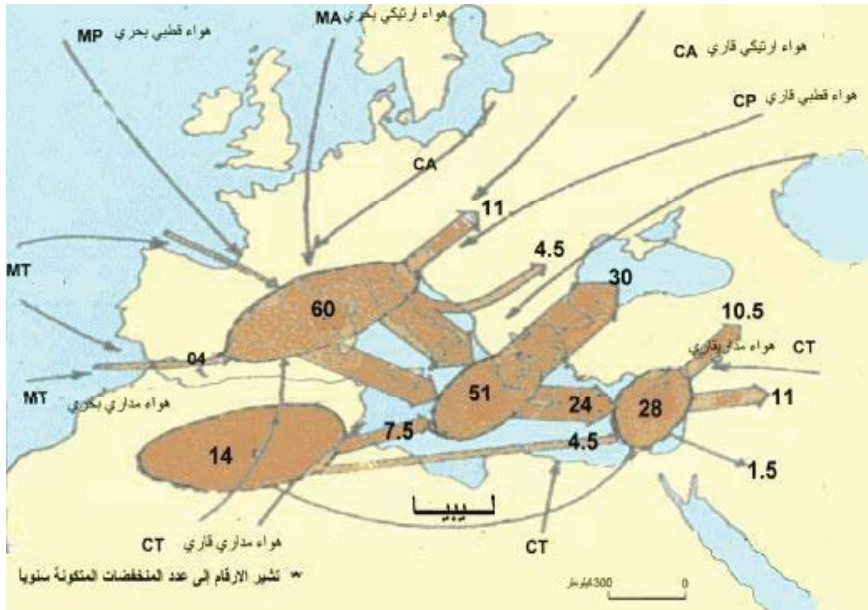 MP هواء قطبي بحري
MA هواء ارتيكي بحري
CA هواء ارتيكي قاري
CP هواء قطبي قاري
CA
11
4.5
30
MT
60
10.5
04
هواء مداري قاري CT
MT
هواء مداري بحري
51
24
28
11
7.5
4.5
14
1.5
CT هواء مداري قاري
CT
* تشير الارقام إلى عدد المنخفضات المتكونة سنوياً
300كيلومتر 0